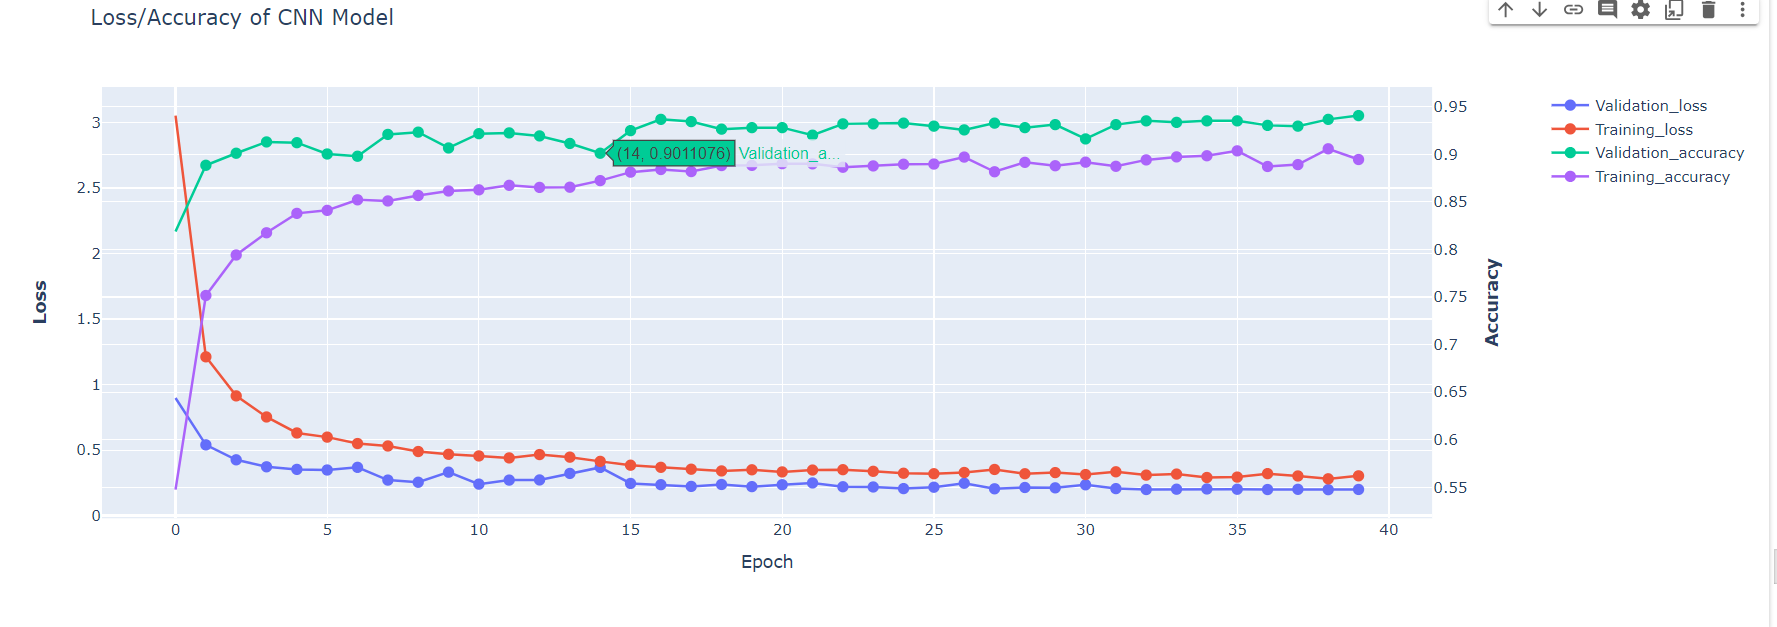 Loss/Accuracy of CNN Model
3
2.5
2
1.5
1
0.5
0
Loss
0.95
0.9
0.85
0.8
0.75
0.7
0.65
0.6
0.55
Accuracy
(14, 0.9011076) Validation_a...
0 5 10 15 20 25 30 35 40
Epoch
Validation_loss
Training_loss
Validation_accuracy
Training_accuracy